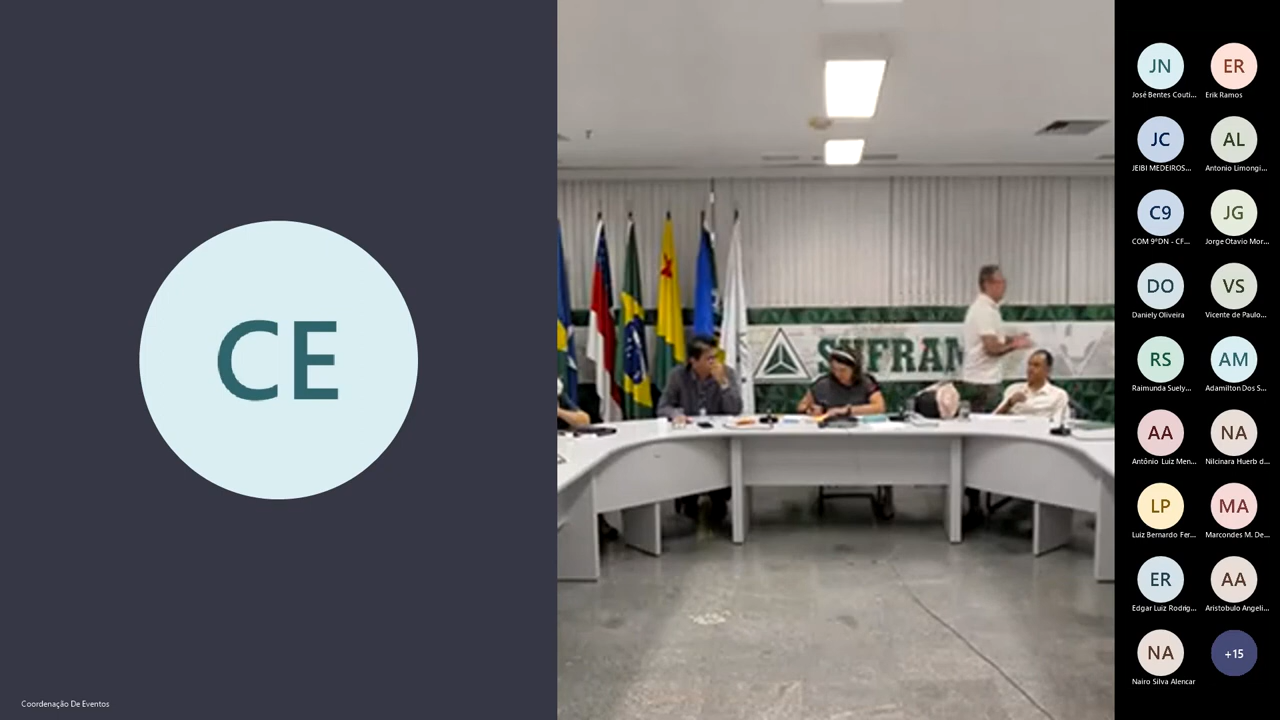 CE
Coordenação De Eventos
SUFRAM
JN
ER
José Bentes Couti...
Erik Ramos
JC
AL
JEIBI MEDEIROS...
Antonio Limongi...
C9
JG
COM 9ºDN - CF...
Jorge Otavio Mor...
DO
VS
Daniely Oliveira
Vicente de Paulo...
RS
AM
Raimunda Suely...
Adamilton Dos S...
AA
NA
Antônio Luiz Men...
Nilcinara Huerb d...
LP
MA
Luiz Bernardo Fer...
Marcondes M. De...
ER
AA
Edgar Luiz Rodrig...
Aristobulo Angeli...
NA
+15
Nairo Silva Alencar